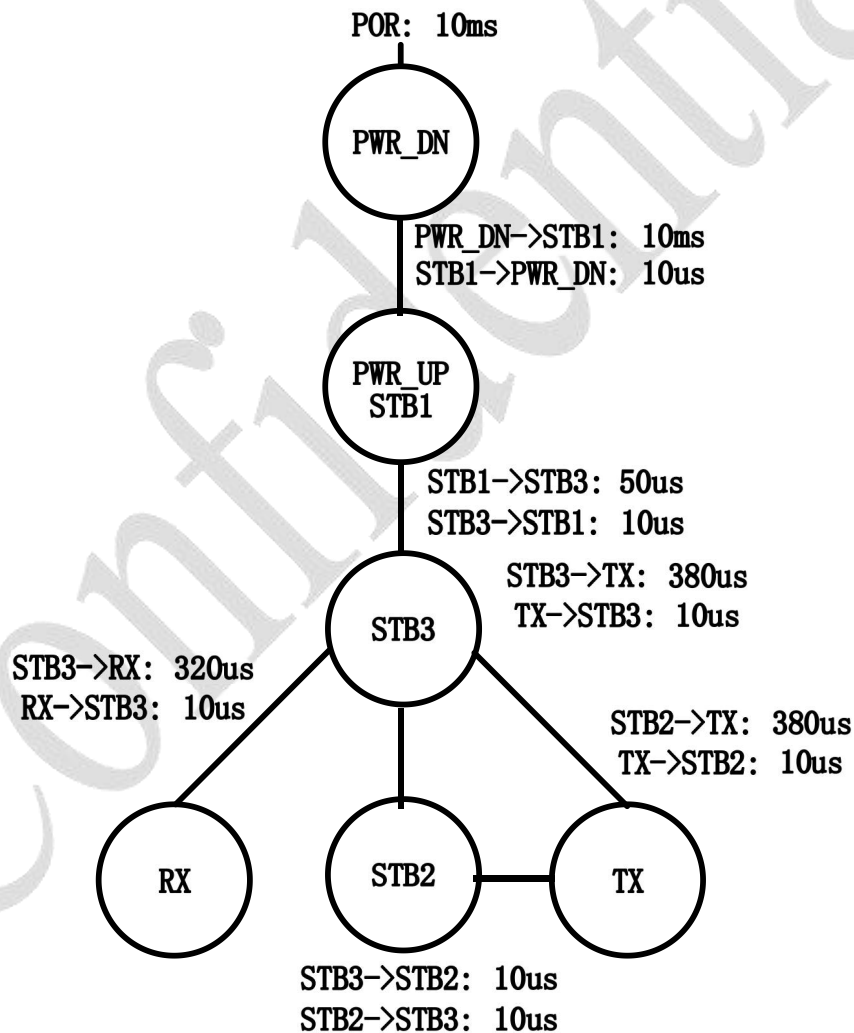 POR: 10ms
PWR_DN
PWR_DN->STB1: 10ms
STB1->PWR_DN: 10us
PWR_UP
STB1
STB1->STB3: 50us
STB3->STB1: 10us
STB3->TX: 380us
TX->STB3: 10us
STB3
STB3->RX: 320us
RX->STB3: 10us
STB2->TX: 380us
TX->STB2: 10us
RX
STB2
TX
STB3->STB2: 10us
STB2->STB3: 10us
Confidential